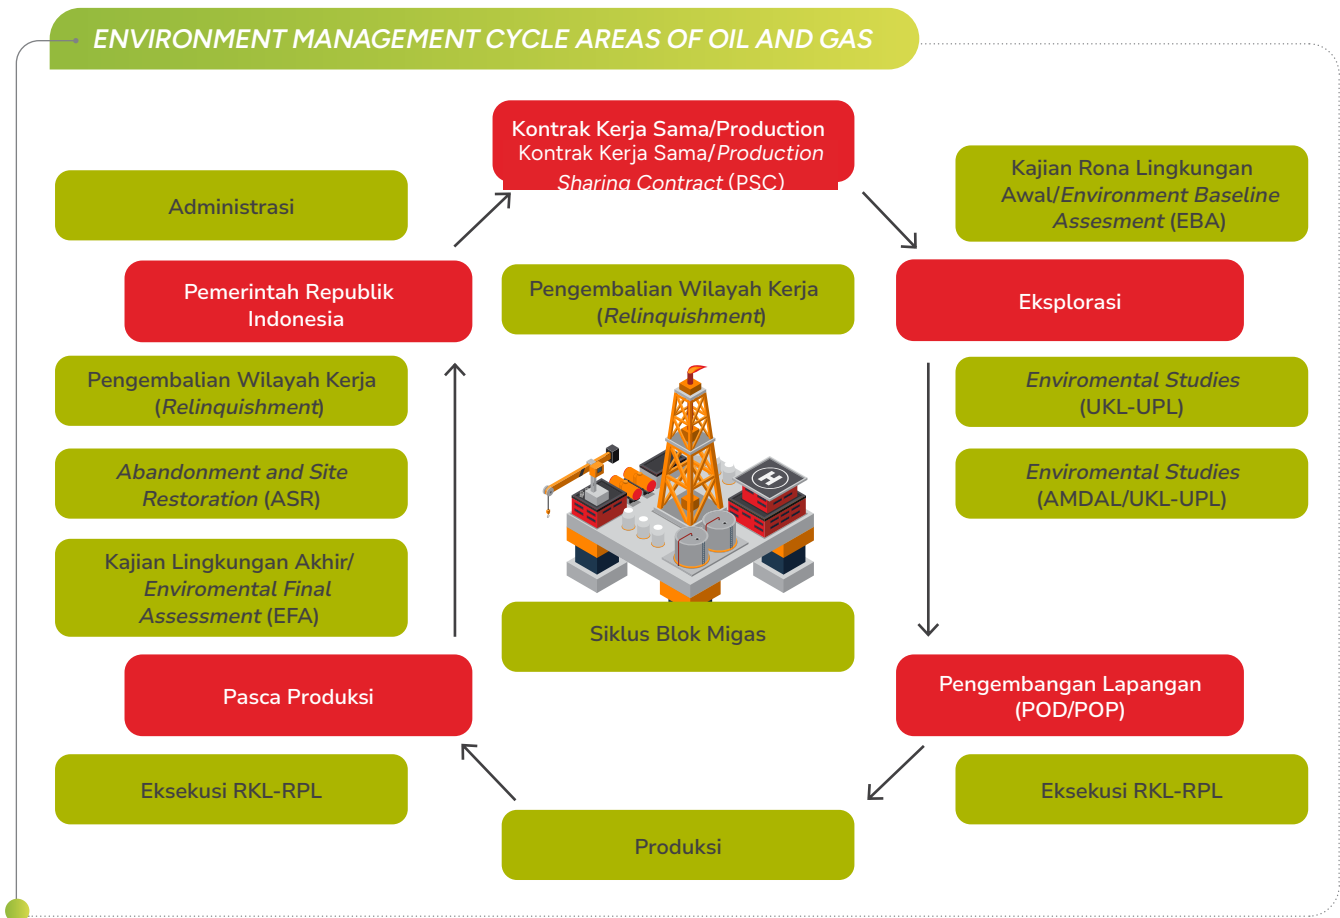 ENVIRONMENT MANAGEMENT CYCLE AREAS OF OIL AND GAS
Kontrak Kerja Sama/Production
Kontrak Kerja Sama/Production
Sharing Contract (PSC)
Kajian Rona Lingkungan
Awal/Environment Baseline
Assesment (EBA)
Administrasi
Pemerintah Republik
Indonesia
Pengembalian Wilayah Kerja
(Relinquishment)
Eksplorasi
Pengembalian Wilayah Kerja
(Relinquishment)
Enviromental Studies
(UKL-UPL)
Abandonment and Site
Restoration (ASR)
H
Enviromental Studies
(AMDAL/UKL-UPL)
Kajian Lingkungan Akhir/
Enviromental Final
Assessment (EFA)
Siklus Blok Migas
Pasca Produksi
Pengembangan Lapangan
(POD/POP)
Eksekusi RKL-RPL
Eksekusi RKL-RPL
Produksi